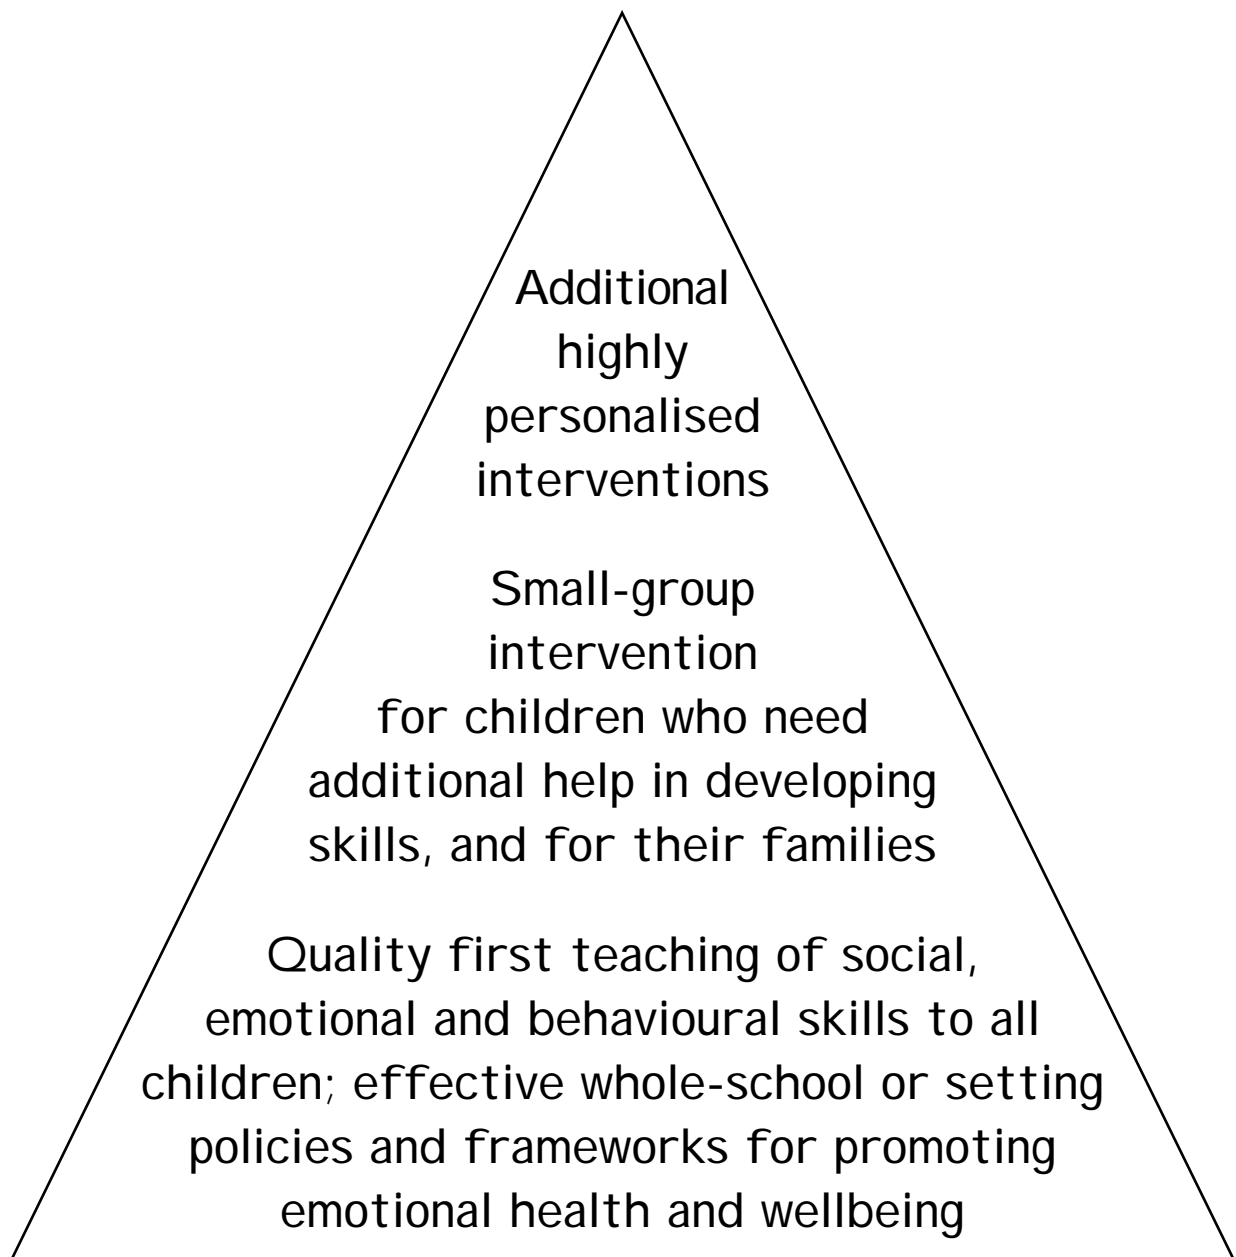 Additional
highly
personalised
interventions
Small-group
intervention
for children who need
additional help in developing
skills, and for their families
Quality first teaching of social,
emotional and behavioural skills to all
children; effective whole-school or setting
policies and frameworks for promoting
emotional health and wellbeing